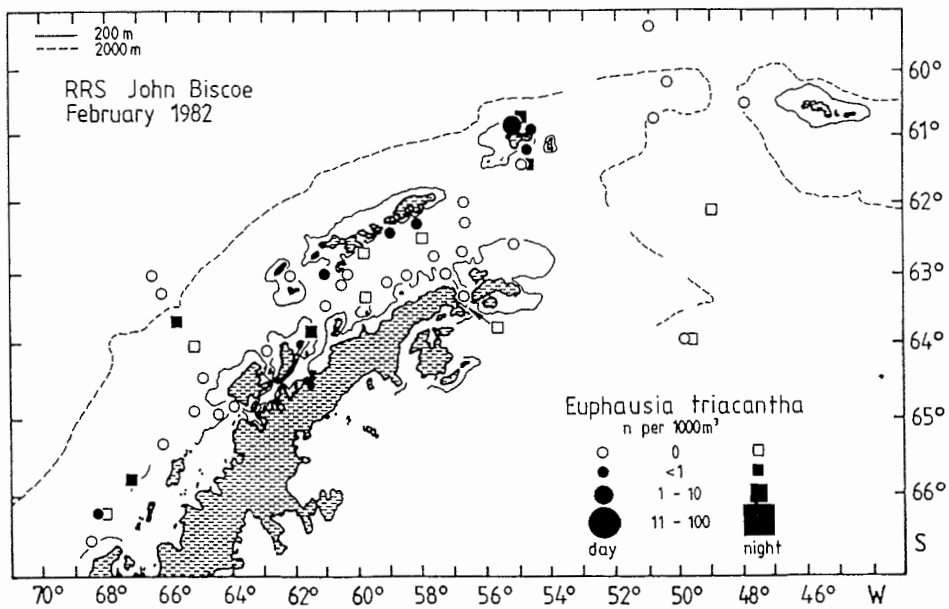 200 m
2000 m
RRS John Biscoe
February 1982
60°
61°
62°
63°
64°
65°
66°
S
Euphausia triacantha
n per 1000m³
0
<1
1 - 10
11 - 100
day night
70° 68° 66° 64° 62° 60° 58° 56° 54° 52° 50° 48° 46° W